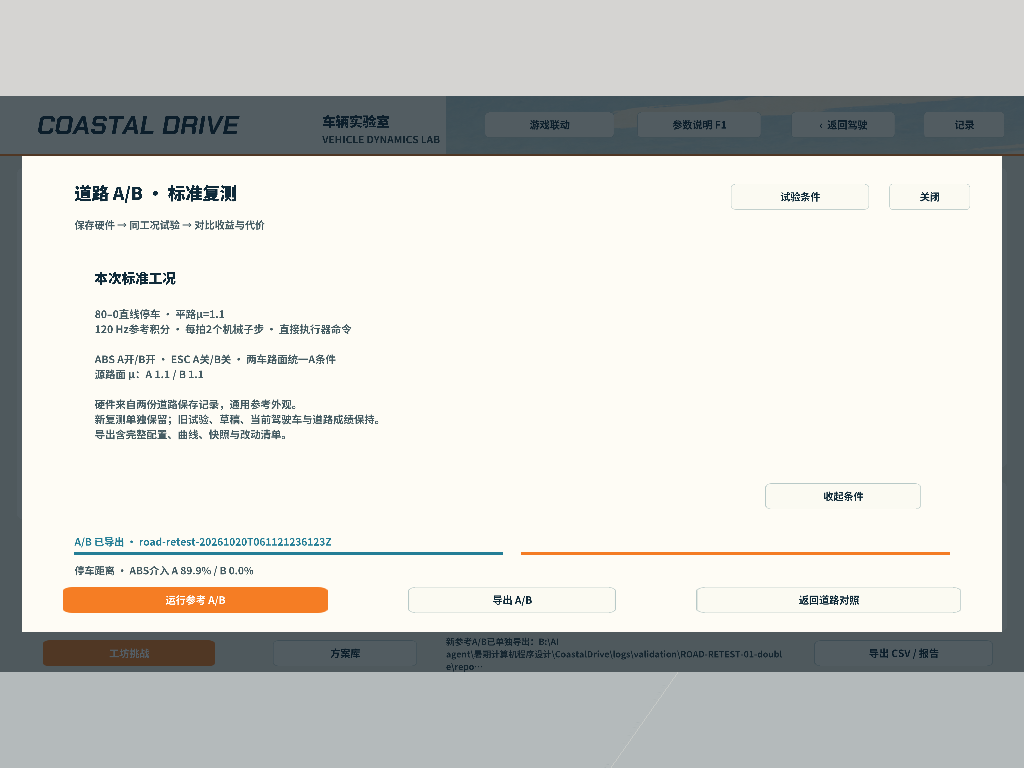 COASTAL DRIVE
车辆实验室
VEHICLE DYNAMICS LAB
游戏联动
参数说明 F1
‹ 返回驾驶
记录
道路 A/B · 标准复测
试验条件
关闭
保存硬件 → 同工况试验 → 对比收益与代价
本次标准工况
80–0直线停车 · 平路μ=1.1
120 Hz参考积分 · 每拍2个机械子步 · 直接执行器命令
ABS A开/B开 · ESC A关/B关 · 两车路面统一A条件
源路面 μ：A 1.1 / B 1.1
硬件来自两份道路保存记录，通用参考外观。
新复测单独保留；旧试验、草稿、当前驾驶车与道路成绩保持。
导出含完整配置、曲线、快照与改动清单。
收起条件
A/B 已导出 · road-retest-20261020T061121236123Z
停车距离 · ABS介入 A 89.9% / B 0.0%
运行参考 A/B
导出 A/B
返回道路对照
工坊挑战
方案库
新参考A/B已单独导出：B:\AI
agent\暑期计算机程序设计\CoastalDrive\logs\validation\ROAD-RETEST-01-doubl
e\repo…
导出 CSV / 报告